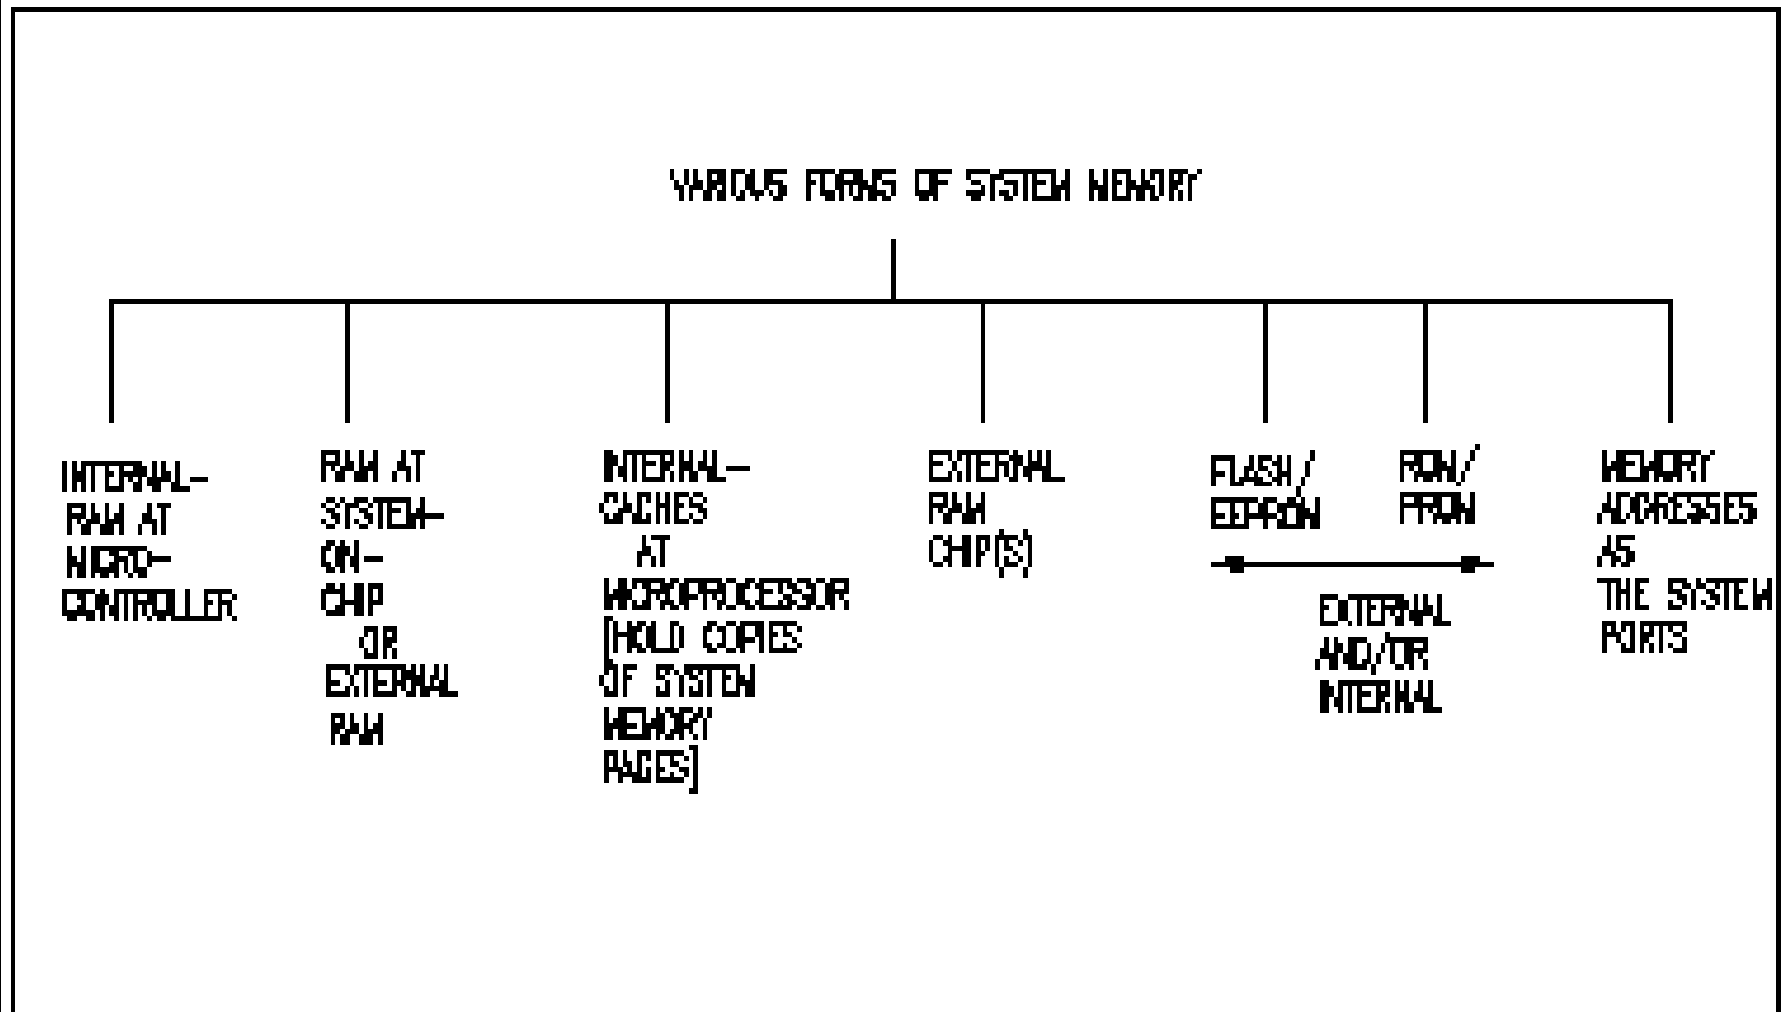 VARIOUS FORMS OF SYSTEM MEMORY
INTERNAL-
RAM AT
MICRO-
CONTROLLER
RAM AT
SYSTEM-
ON-
CHIP
OR
EXTERNAL
RAM
INTERNAL-
CACHES
AT
MICROPROCESSOR
[HOLD COPIES
OF SYSTEM
MEMORY
PAGES]
EXTERNAL
RAM
CHIP(S)
FLASH/
EEPROM
ROM/
PROM
EXTERNAL
AND/OR
INTERNAL
MEMORY
ADDRESSES
AS
THE SYSTEM
PORTS